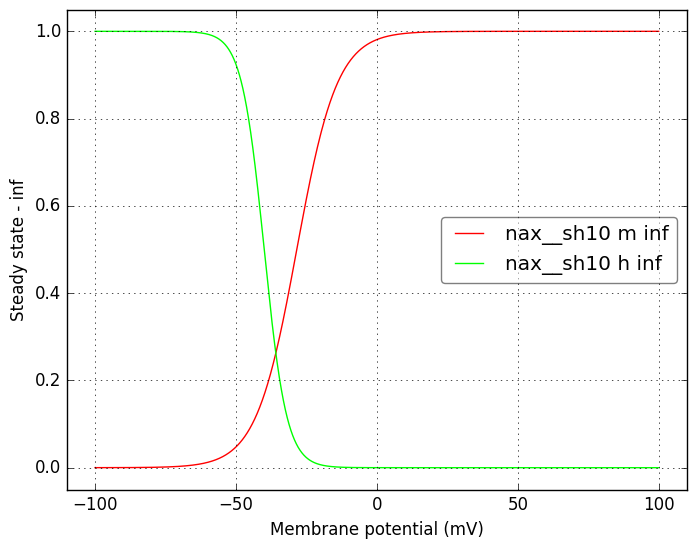 1.0
0.8
0.6
0.4
0.2
0.0
Steady state - inf
nax__sh10 m inf
nax__sh10 h inf
−100
−50
0
50
100
Membrane potential (mV)